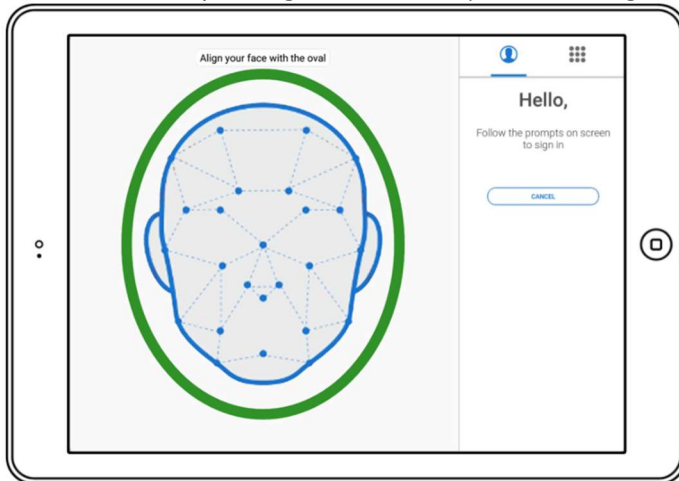 Align your face with the oval
Hello,
Follow the prompts on screen
to sign in
CANCEL